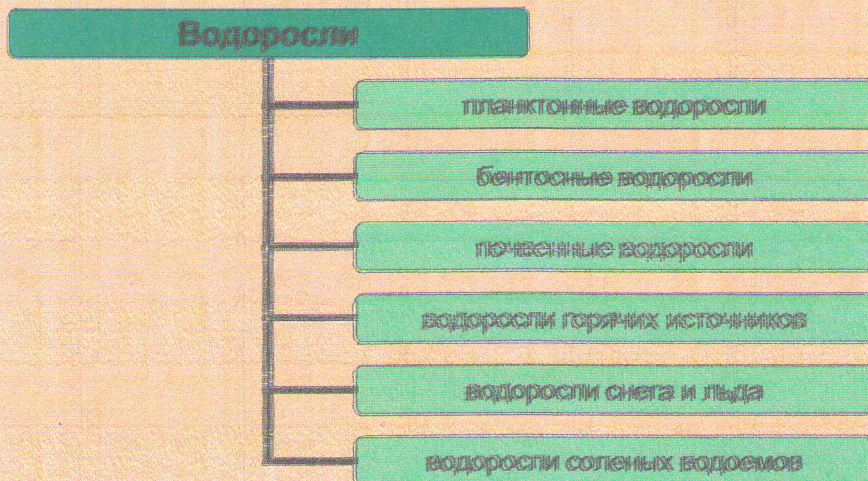 Водоросли
планктонные водоросли
бентосные водоросли
почвенные водоросли
водоросли горячих источников
водоросли снега и льда
водоросли соленых водоемов